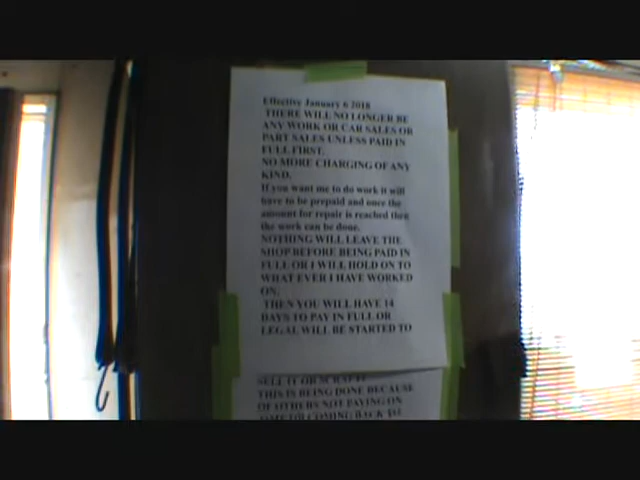 Effective January 6 2018
THERE WILL NO LONGER BE
ANY WORK OR CAR SALES OR
PART SALES UNLESS PAID IN
FULL FIRST.
NO MORE CHARGING OF ANY
KIND.
If you want me to do work it will
have to be prepaid and once the
amount for repair is reached then
the work can be done.
NOTHING WILL LEAVE THE
SHOP BEFORE BEING PAID IN
FULL OR I WILL HOLD ON TO
WHAT EVER I HAVE WORKED
ON.
THEN YOU WILL HAVE 14
DAYS TO PAY IN FULL OR
LEGAL WILL BE STARTED TO
SELL IT OR SCRAP IT
THIS IS BEING DONE BECAUSE
OF OTHERS NOT PAYING ON
COMING BACK